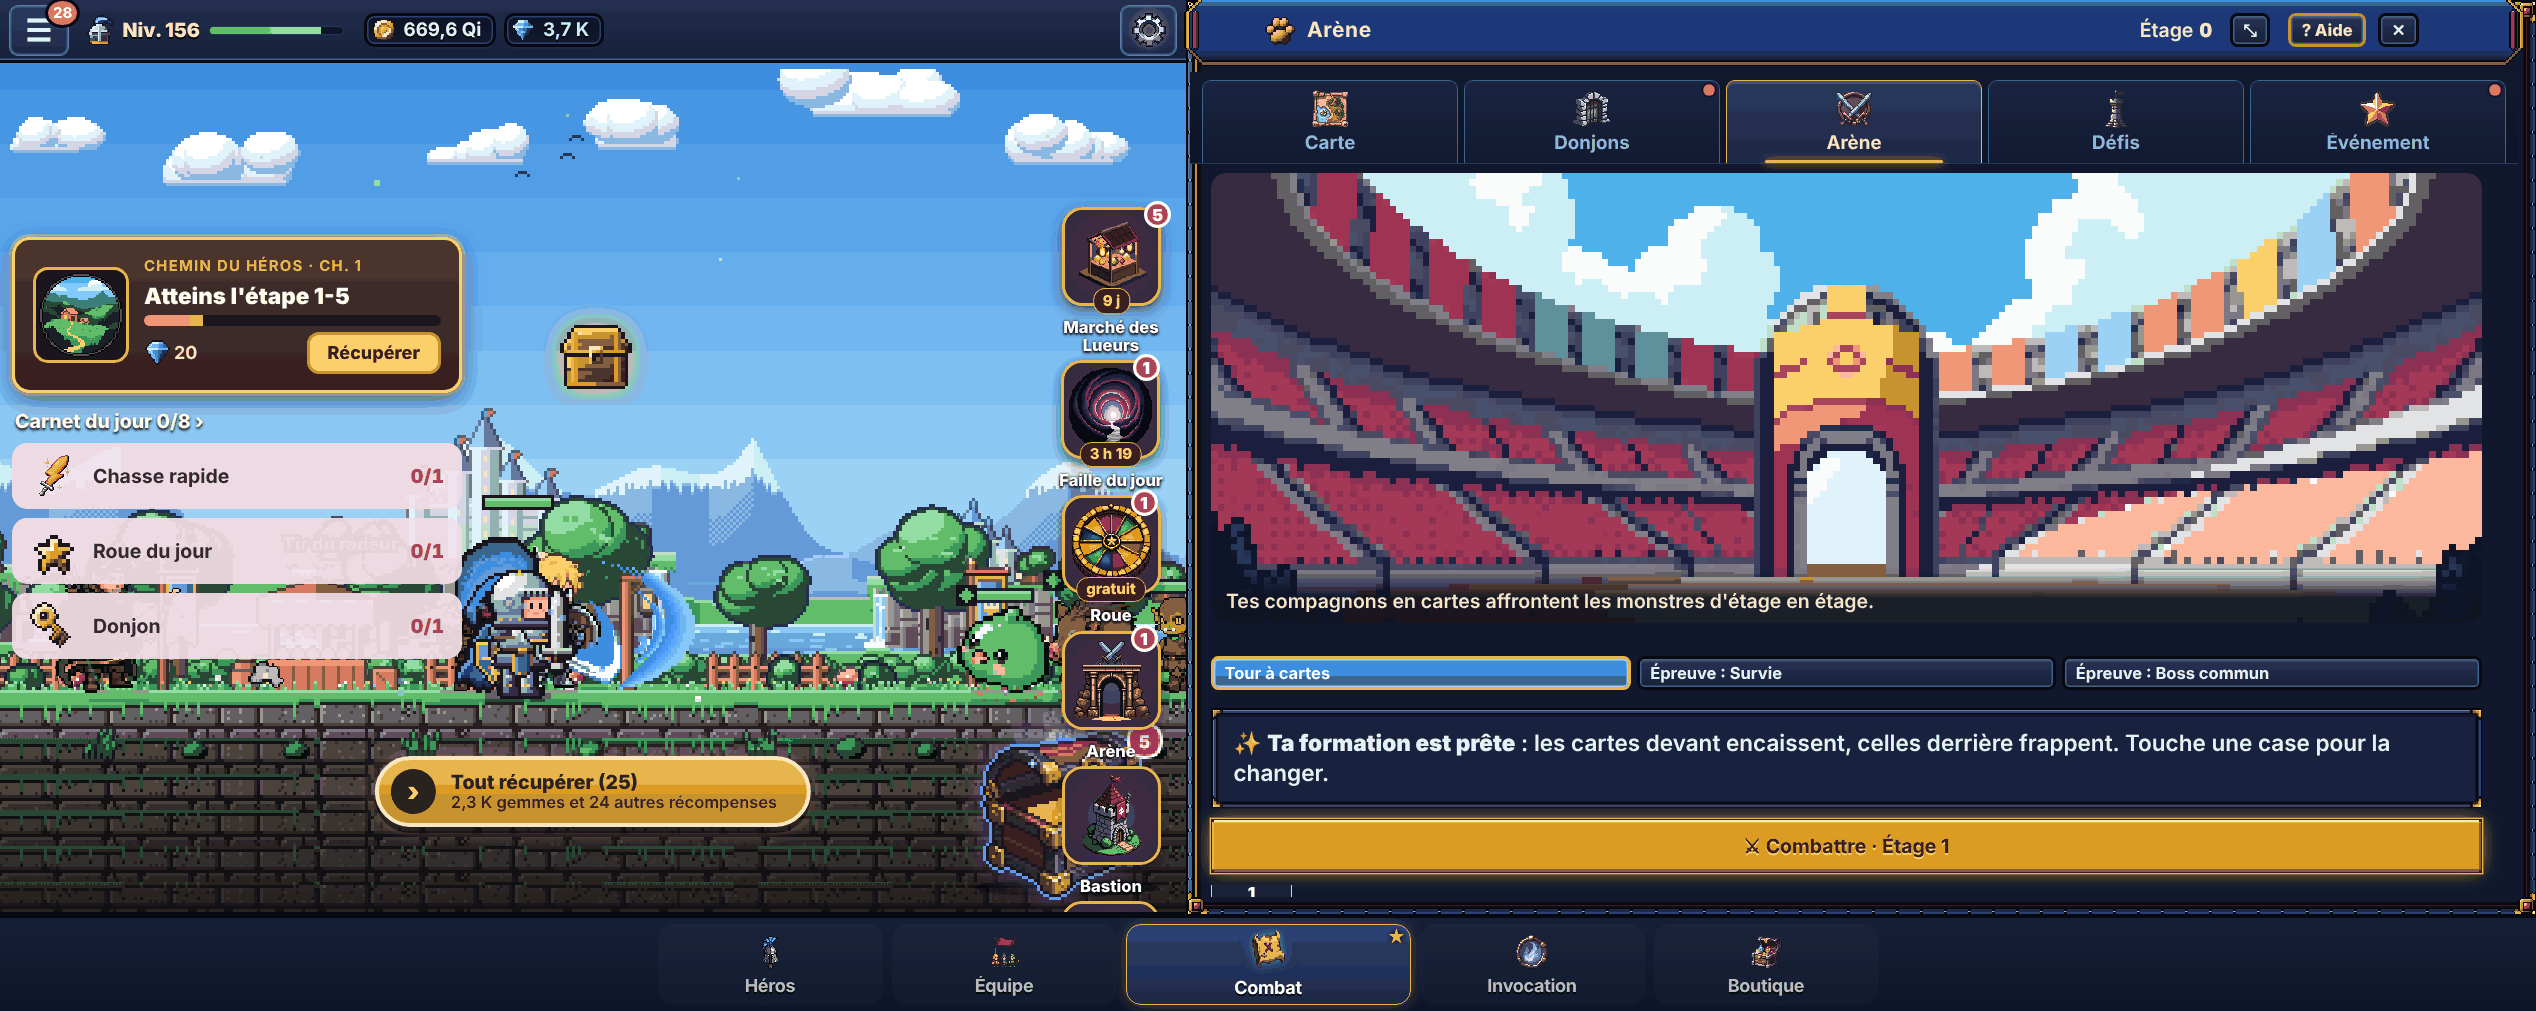 28
Niv. 156
669,6 Qi
3,7 K
CHEMIN DU HÉROS · CH. 1
Atteins l'étape 1-5
20
Récupérer
Carnet du jour 0/8 ›
Chasse rapide 0/1
Roue du jour 0/1
Donjon 0/1
5
9 j
Marché des
Lueurs
1
3 h 19
Faille du jour
1
gratuit
Roue
1
Arène
5
Bastion
Tout récupérer (25)
2,3 K gemmes et 24 autres récompenses
Arène
Étage 0
? Aide
Carte
Donjons
Arène
Défis
Événement
Tes compagnons en cartes affrontent les monstres d'étage en étage.
Tour à cartes
Épreuve : Survie
Épreuve : Boss commun
✨ Ta formation est prête : les cartes devant encaissent, celles derrière frappent. Touche une case pour la
changer.
⚔ Combattre · Étage 1
1
Héros
Équipe
Combat
Invocation
Boutique